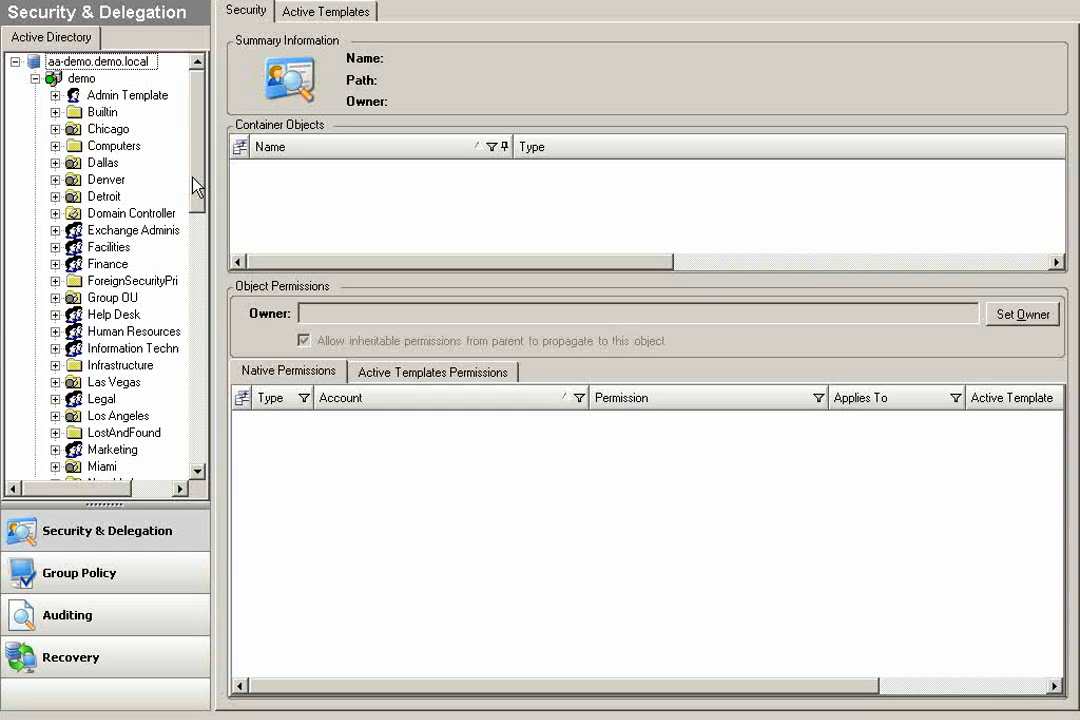 Security & Delegation
Active Directory
aa-demo.demo.local
demo
Admin Template
Builtin
Chicago
Computers
Dallas
Denver
Detroit
Domain Controller
Exchange Adminis
Facilities
Finance
ForeignSecurityPri
Group OU
Help Desk
Human Resources
Information Techn
Infrastructure
Las Vegas
Legal
Los Angeles
LostAndFound
Marketing
Miami
Security & Delegation
Group Policy
Auditing
Recovery
Security
Active Templates
Summary Information
Name:
Path:
Owner:
Container Objects
Name
Type
Object Permissions
Owner:
Set Owner
Allow inheritable permissions from parent to propagate to this object
Native Permissions
Active Templates Permissions
Type
Account
Permission
Applies To
Active Template